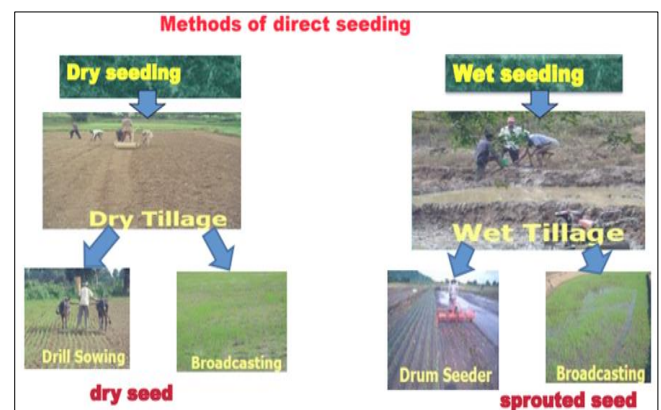 Methods of direct seeding
Dry seeding
Wet seeding
Dry Tillage
Wet Tillage
Drill Sowing
Broadcasting
Drum Seeder
Broadcasting
dry seed
sprouted seed